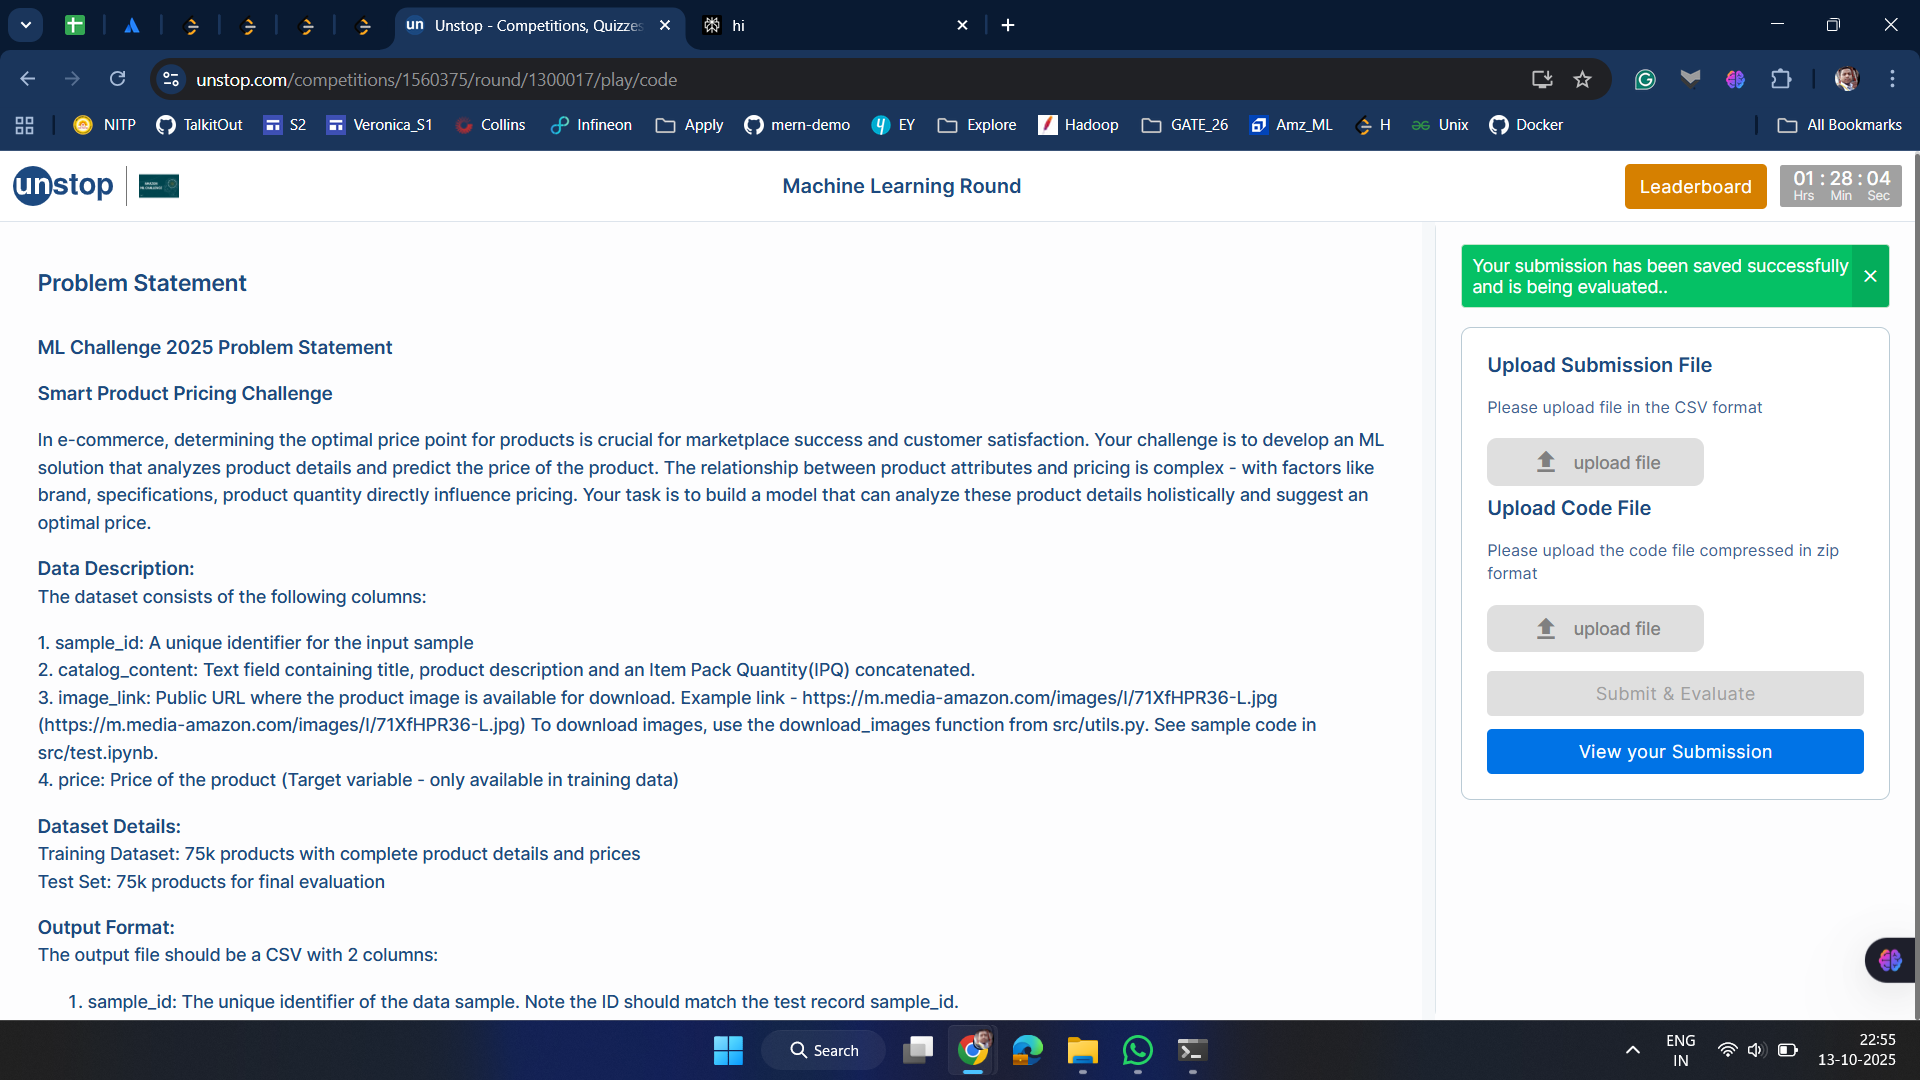 un Unstop - Competitions, Quizzes
hi
unstop.com/competitions/1560375/round/1300017/play/code
NITP TalkitOut S2 Veronica_S1 Collins Infineon Apply mern-demo EY Explore Hadoop GATE_26 Amz_ML H Unix Docker All Bookmarks
unstop
Machine Learning Round
Leaderboard
01 : 28 : 04
Hrs Min Sec
Problem Statement
ML Challenge 2025 Problem Statement
Smart Product Pricing Challenge
In e-commerce, determining the optimal price point for products is crucial for marketplace success and customer satisfaction. Your challenge is to develop an ML
solution that analyzes product details and predict the price of the product. The relationship between product attributes and pricing is complex - with factors like
brand, specifications, product quantity directly influence pricing. Your task is to build a model that can analyze these product details holistically and suggest an
optimal price.
Data Description:
The dataset consists of the following columns:
1. sample_id: A unique identifier for the input sample
2. catalog_content: Text field containing title, product description and an Item Pack Quantity(IPQ) concatenated.
3. image_link: Public URL where the product image is available for download. Example link - https://m.media-amazon.com/images/I/71XfHPR36-L.jpg
(https://m.media-amazon.com/images/I/71XfHPR36-L.jpg) To download images, use the download_images function from src/utils.py. See sample code in
src/test.ipynb.
4. price: Price of the product (Target variable - only available in training data)
Dataset Details:
Training Dataset: 75k products with complete product details and prices
Test Set: 75k products for final evaluation
Output Format:
The output file should be a CSV with 2 columns:
1. sample_id: The unique identifier of the data sample. Note the ID should match the test record sample_id.
Your submission has been saved successfully
and is being evaluated..
Upload Submission File
Please upload file in the CSV format
upload file
Upload Code File
Please upload the code file compressed in zip
format
upload file
Submit & Evaluate
View your Submission
Search
ENG
IN
22:55
13-10-2025